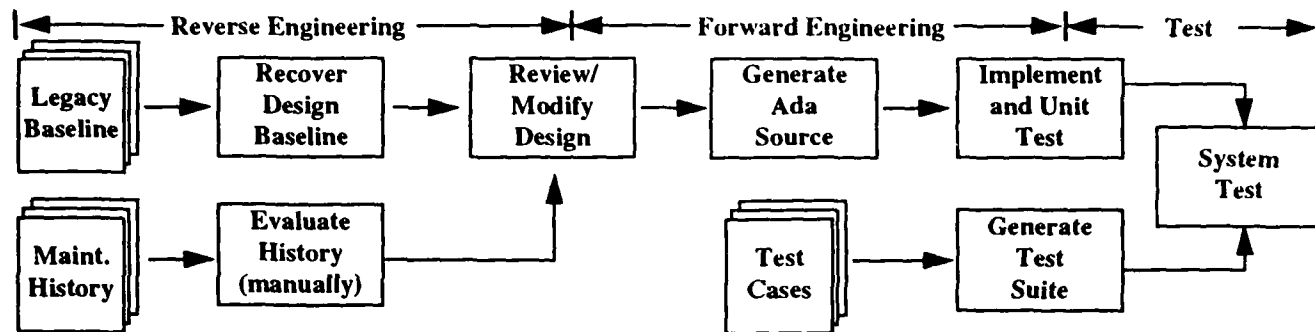 Reverse Engineering
Forward Engineering
Test
Legacy
Baseline
Recover
Design
Baseline
Review/
Modify
Design
Generate
Ada
Source
Implement
and Unit
Test
System
Test
Maint.
History
Evaluate
History
(manually)
Test
Cases
Generate
Test
Suite